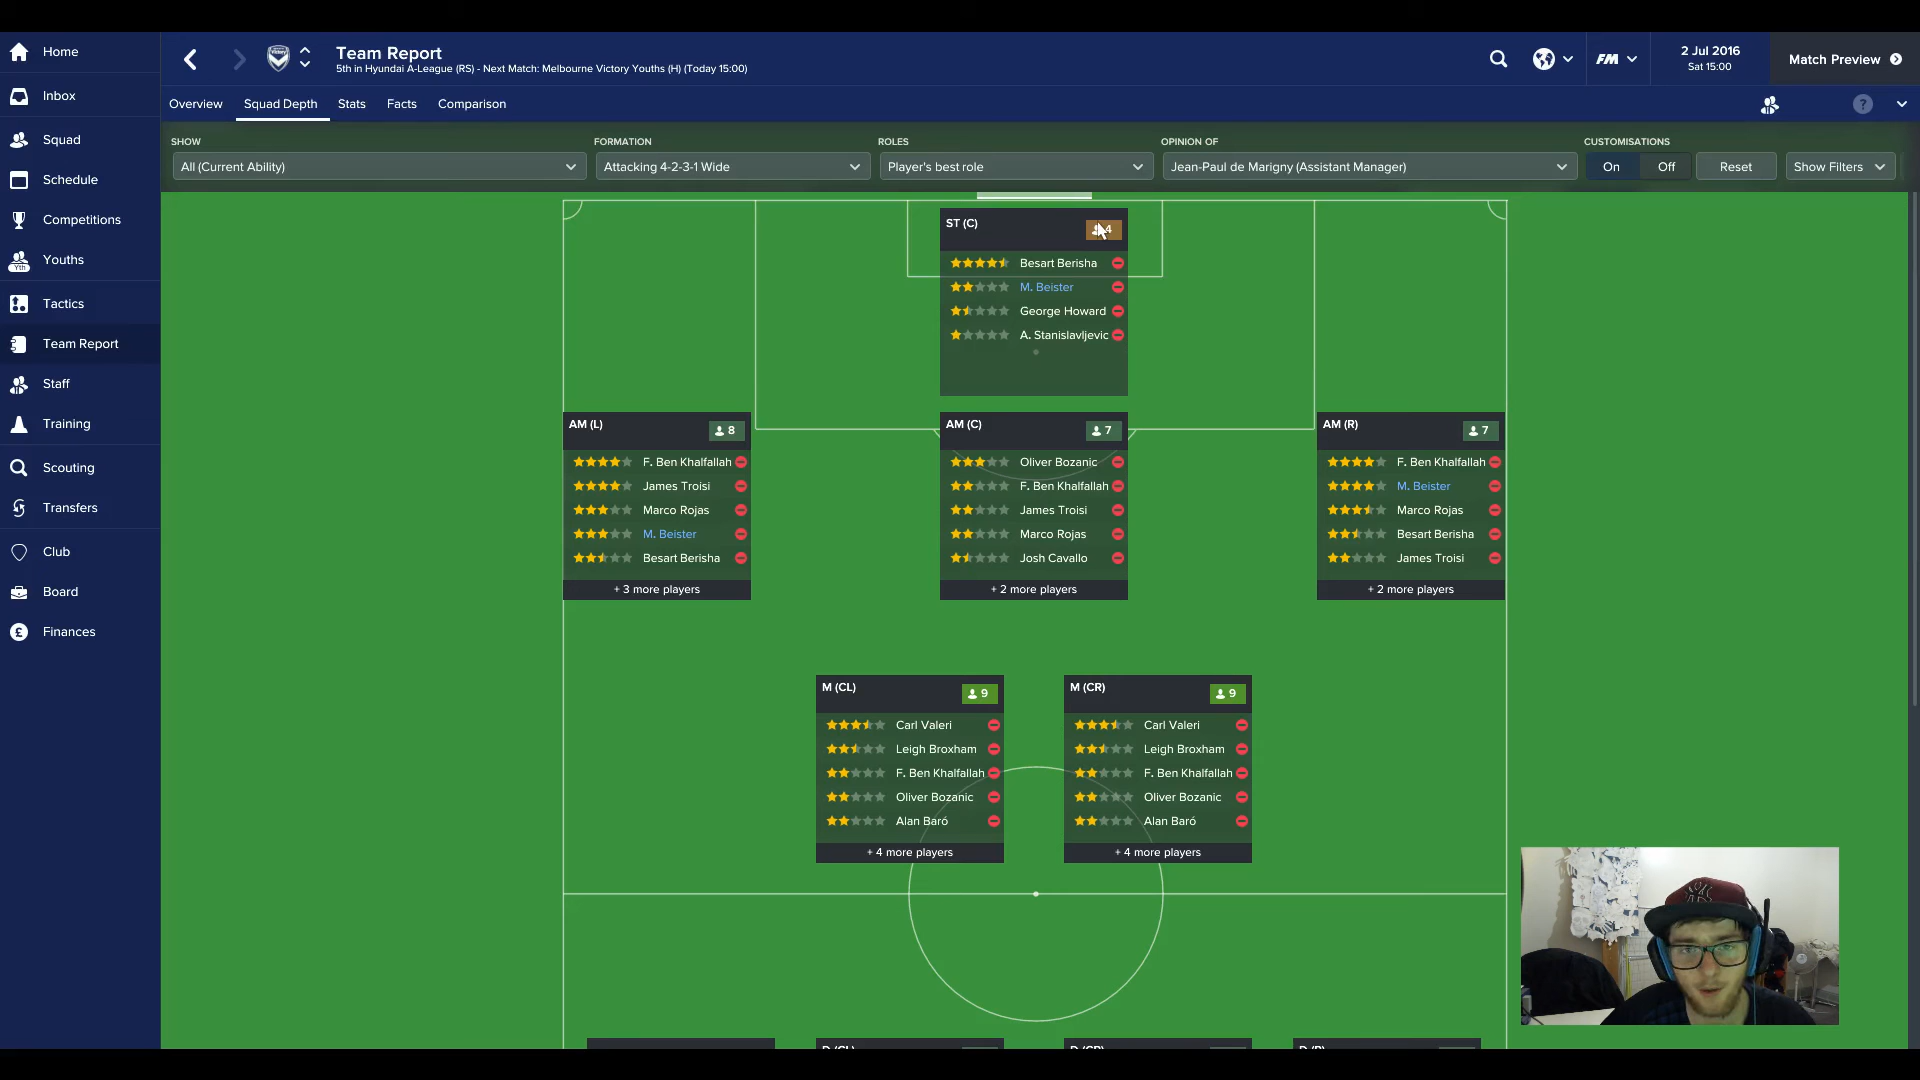 Home
Inbox
Squad
Schedule
Competitions
Youths
Tactics
Team Report
Staff
Training
Scouting
Transfers
Club
Board
Finances
Team Report
5th in Hyundai A-League (RS) - Next Match: Melbourne Victory Youths (H) (Today 15:00)
FM
2 Jul 2016
Sat 15:00
Match Preview
Overview Squad Depth Stats Facts Comparison
SHOW FORMATION ROLES OPINION OF CUSTOMISATIONS
All (Current Ability) Attacking 4-2-3-1 Wide Player's best role Jean-Paul de Marigny (Assistant Manager) On Off Reset Show Filters
ST (C) 4
Besart Berisha
M. Beister
George Howard
A. Stanislavljevic
AM (L) 8
F. Ben Khalfallah
James Troisi
Marco Rojas
M. Beister
Besart Berisha
+ 3 more players
AM (C) 7
Oliver Bozanic
F. Ben Khalfallah
James Troisi
Marco Rojas
Josh Cavallo
+ 2 more players
AM (R) 7
F. Ben Khalfallah
M. Beister
Marco Rojas
Besart Berisha
James Troisi
+ 2 more players
M (CL) 9
Carl Valeri
Leigh Broxham
F. Ben Khalfallah
Oliver Bozanic
Alan Baró
+ 4 more players
M (CR) 9
Carl Valeri
Leigh Broxham
F. Ben Khalfallah
Oliver Bozanic
Alan Baró
+ 4 more players
D (CL) D (CR) D (R)